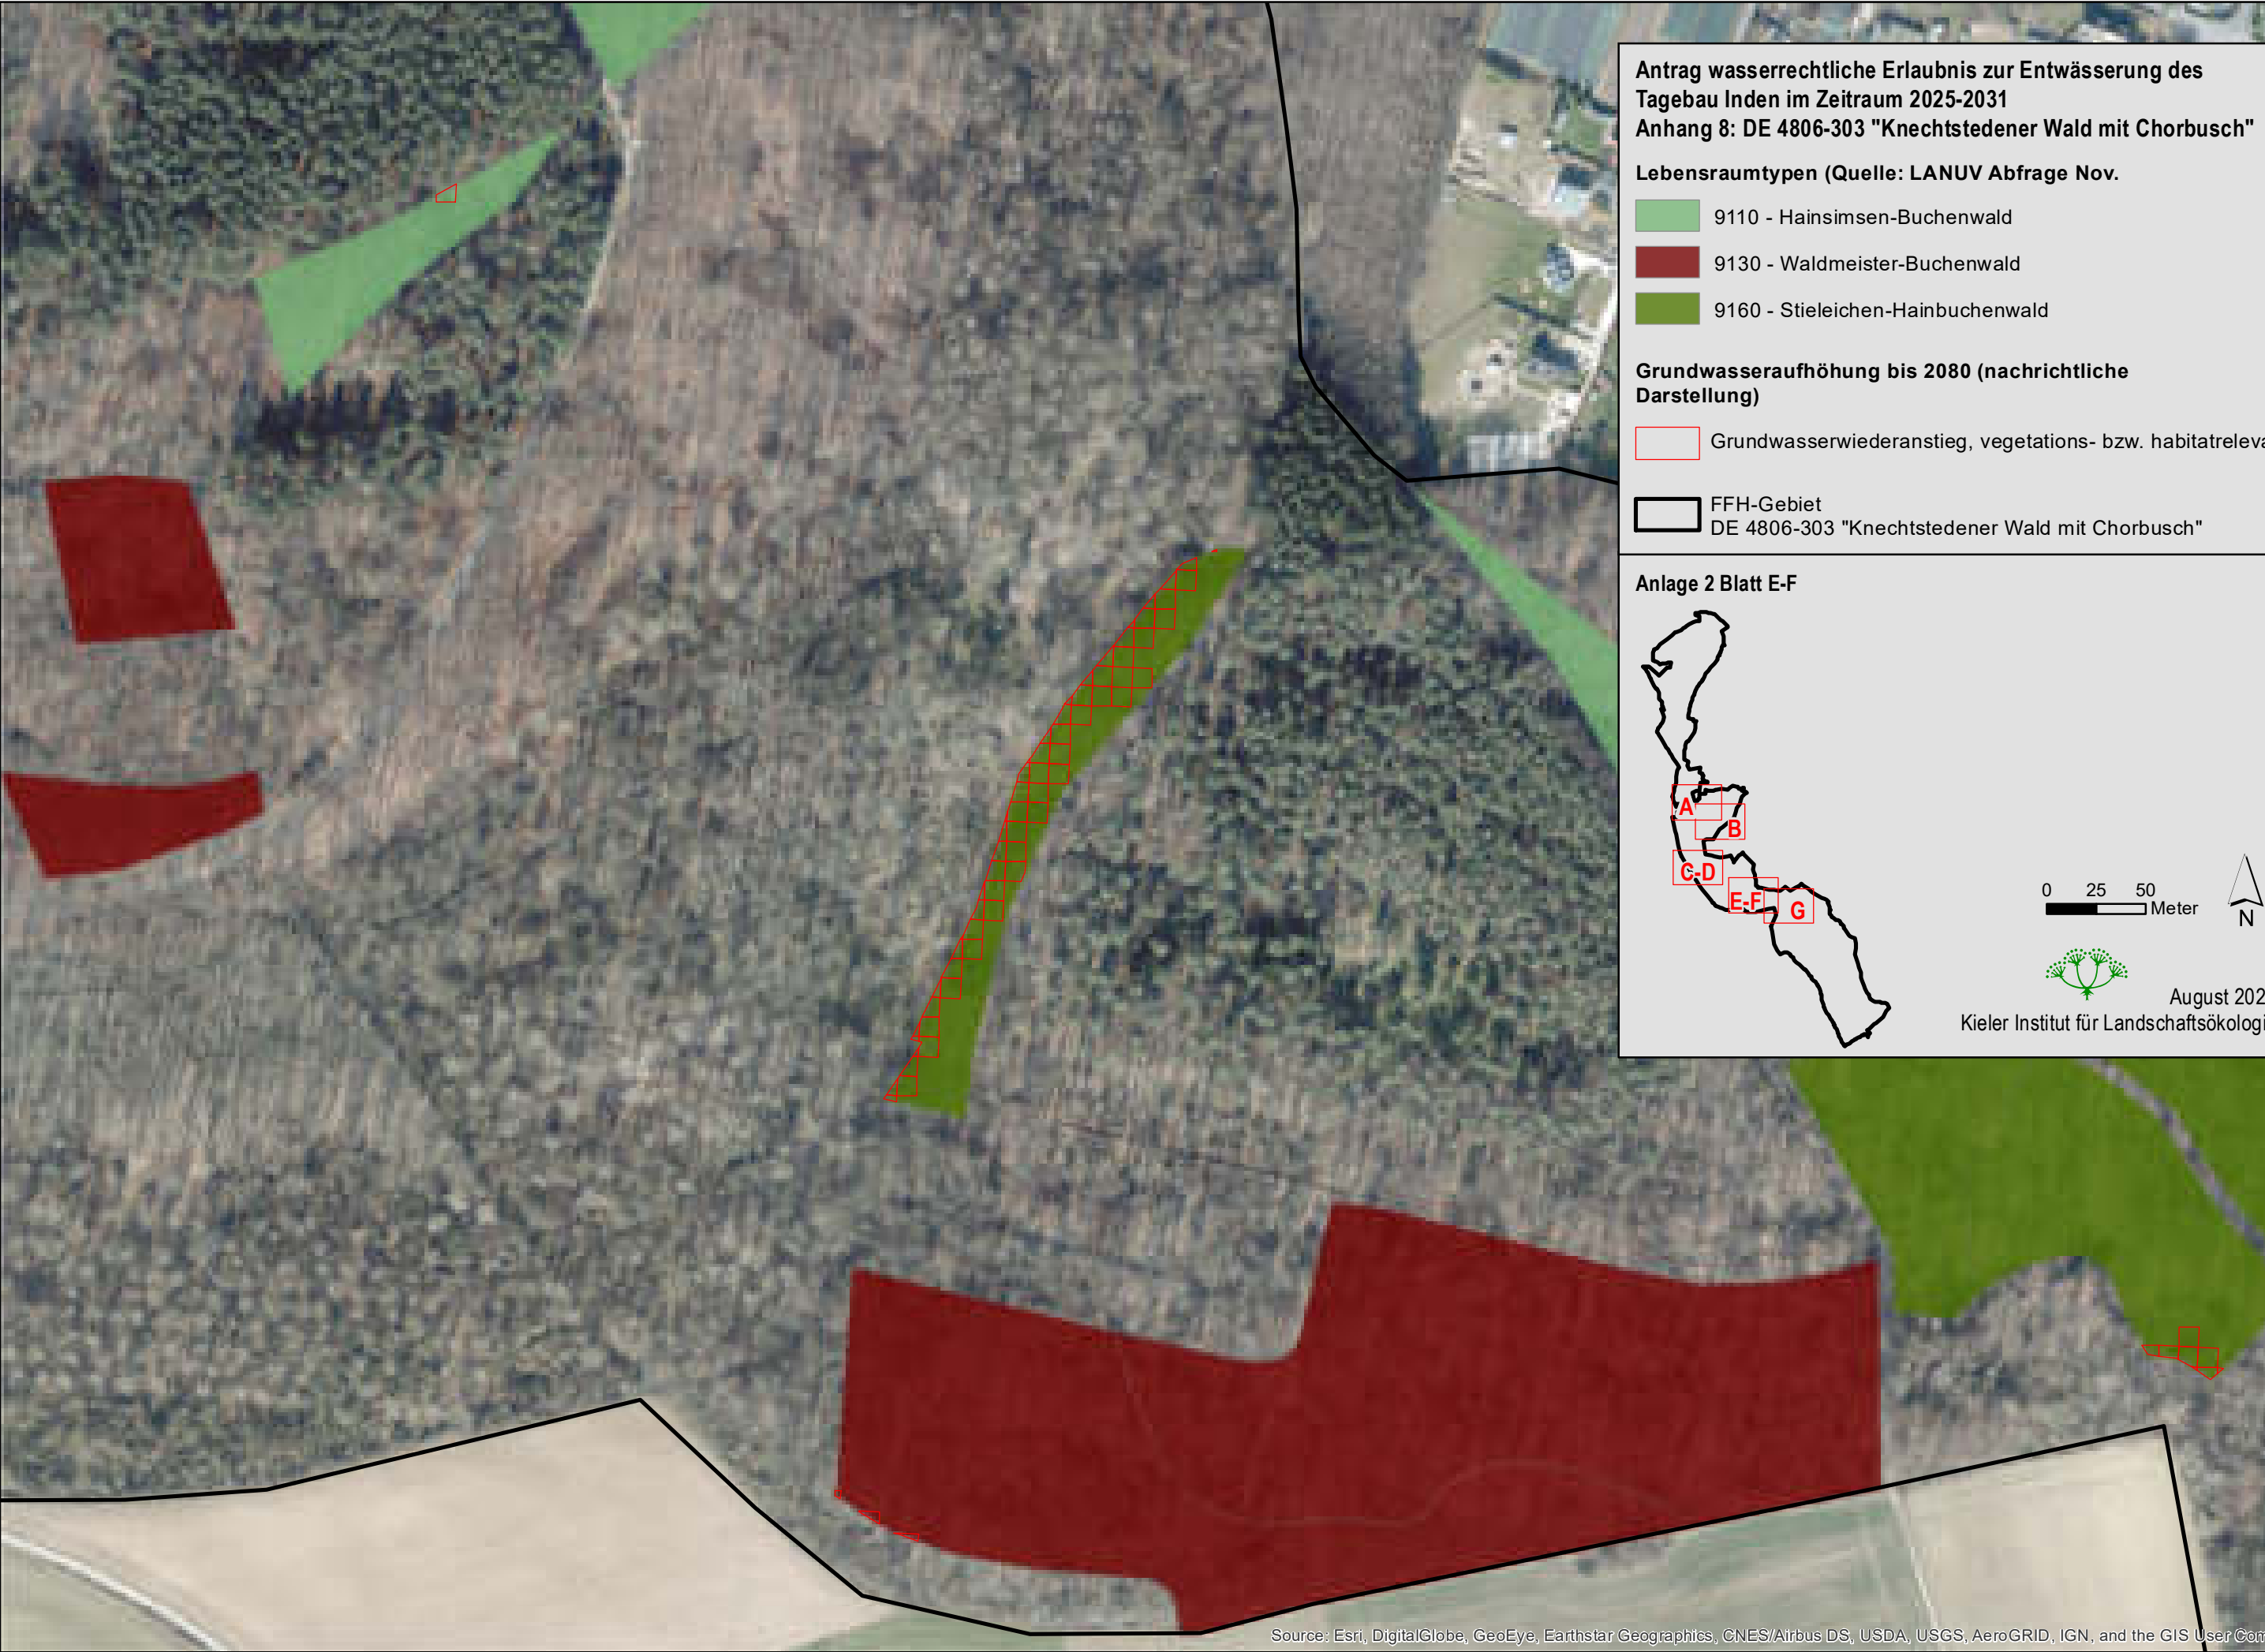 Antrag wasserrechtliche Erlaubnis zur Entwässerung des
Tagebau Inden im Zeitraum 2025-2031
Anhang 8: DE 4806-303 "Knechtstedener Wald mit Chorbusch"
Lebensraumtypen (Quelle: LANUV Abfrage Nov.
9110 - Hainsimsen-Buchenwald
9130 - Waldmeister-Buchenwald
9160 - Stieleichen-Hainbuchenwald
Grundwasseraufhöhung bis 2080 (nachrichtliche
Darstellung)
Grundwasserwiederanstieg, vegetations- bzw. habitatreleva
FFH-Gebiet
DE 4806-303 "Knechtstedener Wald mit Chorbusch"
Anlage 2 Blatt E-F
A
B
C-D
E-F
G
0 25 50
Meter
N
August 202
Kieler Institut für Landschaftsökologi
Source: Esri, DigitalGlobe, GeoEye, Earthstar Geographics, CNES/Airbus DS, USDA, USGS, AeroGRID, IGN, and the GIS User Com